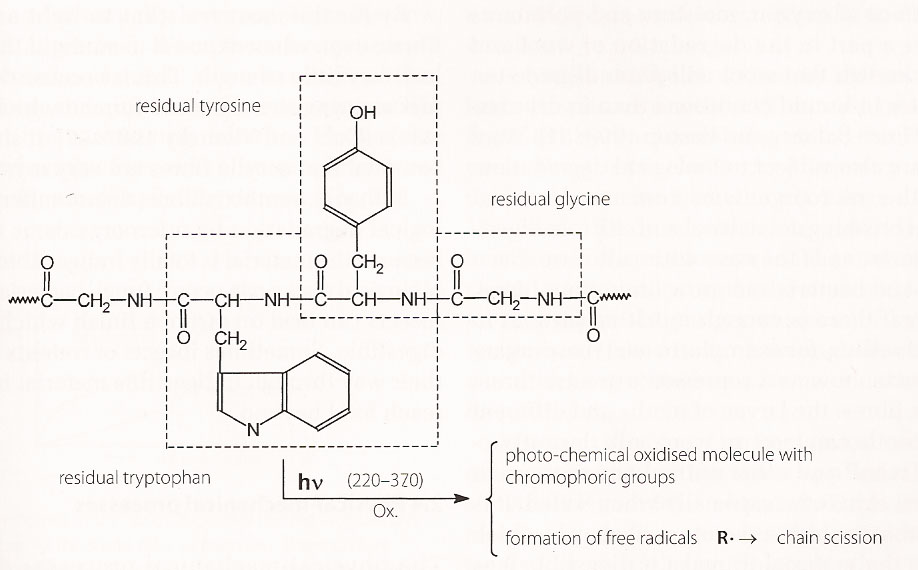 residual tyrosine
OH
residual glycine
CH2
O
O
O
C—CH2—NH—C—CH—NH—C—CH—NH—C—CH2—NH—C
O
O
CH2
N
residual tryptophan
hν (220–370)
Ox.
photo-chemical oxidised molecule with
chromophoric groups
formation of free radicals R· → chain scission